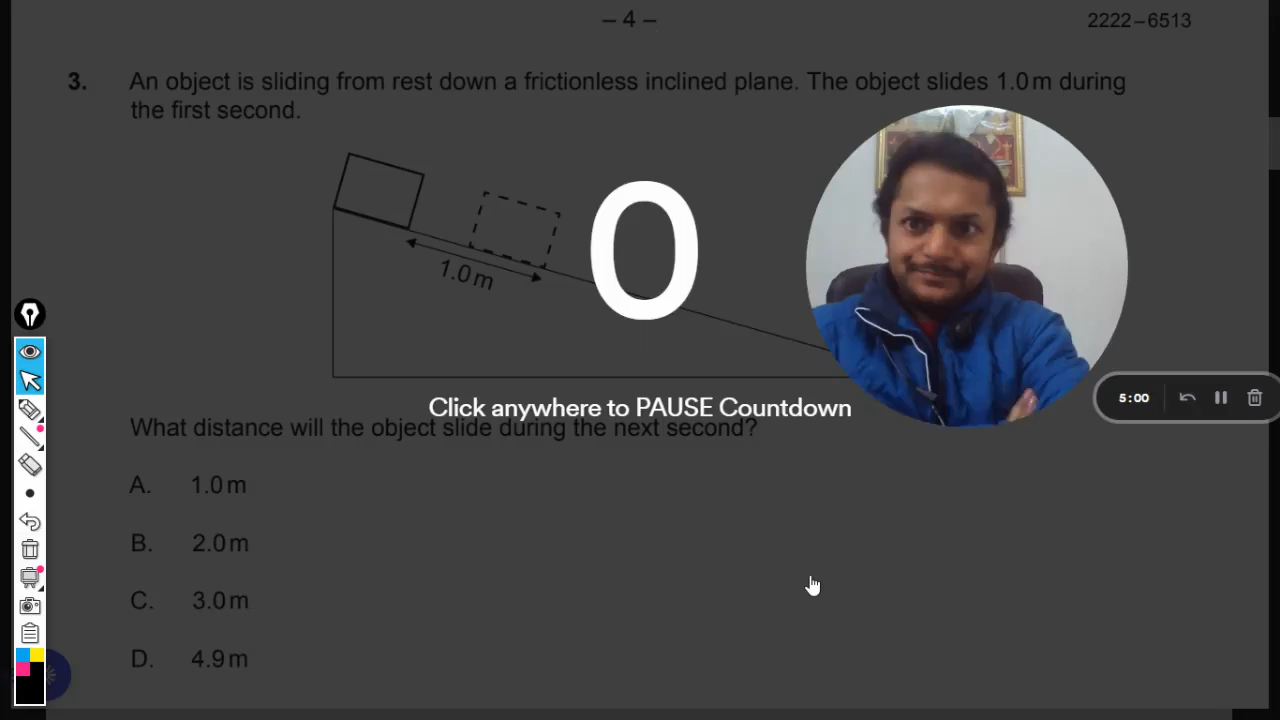 – 4 –
2222–6513
3. An object is sliding from rest down a frictionless inclined plane. The object slides 1.0 m during
the first second.
0
1.0 m
5:00
Click anywhere to PAUSE Countdown
What distance will the object slide during the next second?
A. 1.0 m
B. 2.0 m
C. 3.0 m
D. 4.9 m